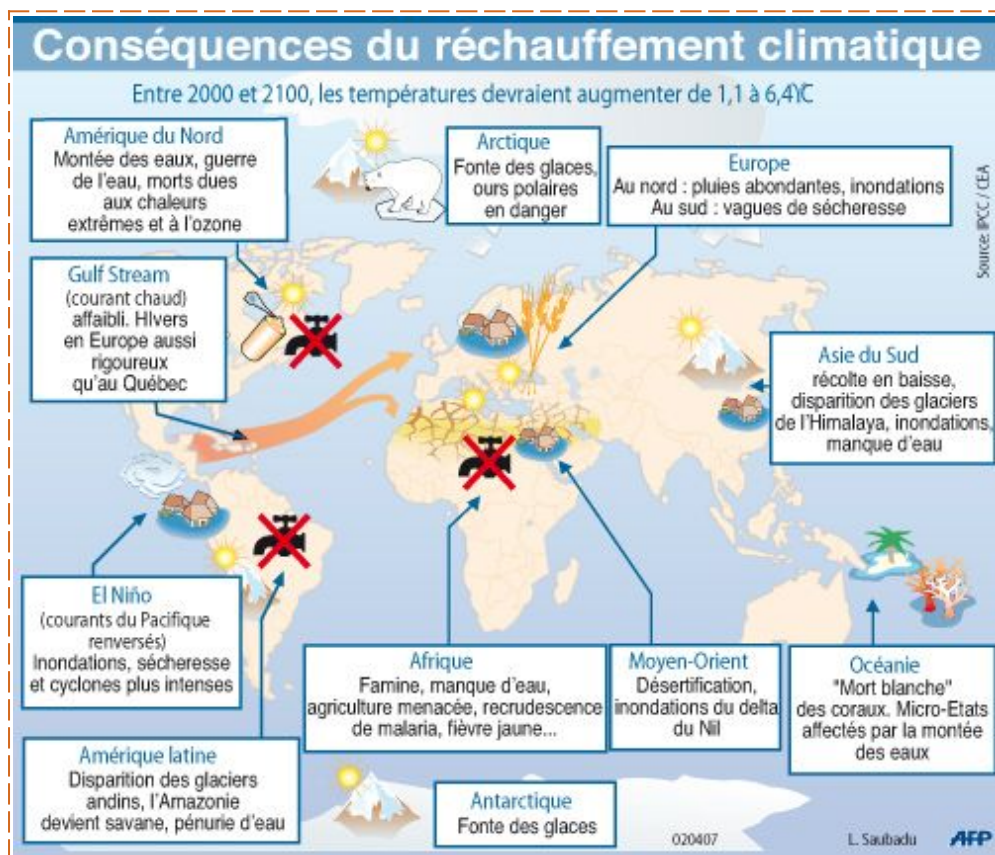 Conséquences du réchauffement climatique
Entre 2000 et 2100, les températures devraient augmenter de 1,1 à 6,4\C
Amérique du Nord
Montée des eaux, guerre
de l'eau, morts dues
aux chaleurs
extrêmes et à l'ozone
Arctique
Fonte des glaces,
ours polaires
en danger
Europe
Au nord : pluies abondantes, inondations
Au sud : vagues de sécheresse
Source: IPCC / CEA
Gulf Stream
(courant chaud)
affaibli. HIvers
en Europe aussi
rigoureux
qu'au Québec
Asie du Sud
récolte en baisse,
disparition des glaciers
de l'Himalaya, inondations,
manque d'eau
El Niño
(courants du Pacifique
renversés)
Inondations, sécheresse
et cyclones plus intenses
Afrique
Famine, manque d'eau,
agriculture menacée, recrudescence
de malaria, fièvre jaune...
Moyen-Orient
Désertification,
inondations du delta
du Nil
Océanie
"Mort blanche"
des coraux. Micro-Etats
affectés par la montée
des eaux
Amérique latine
Disparition des glaciers
andins, l'Amazonie
devient savane, pénurie d'eau
Antarctique
Fonte des glaces
020407
L. Saubadu
AFP